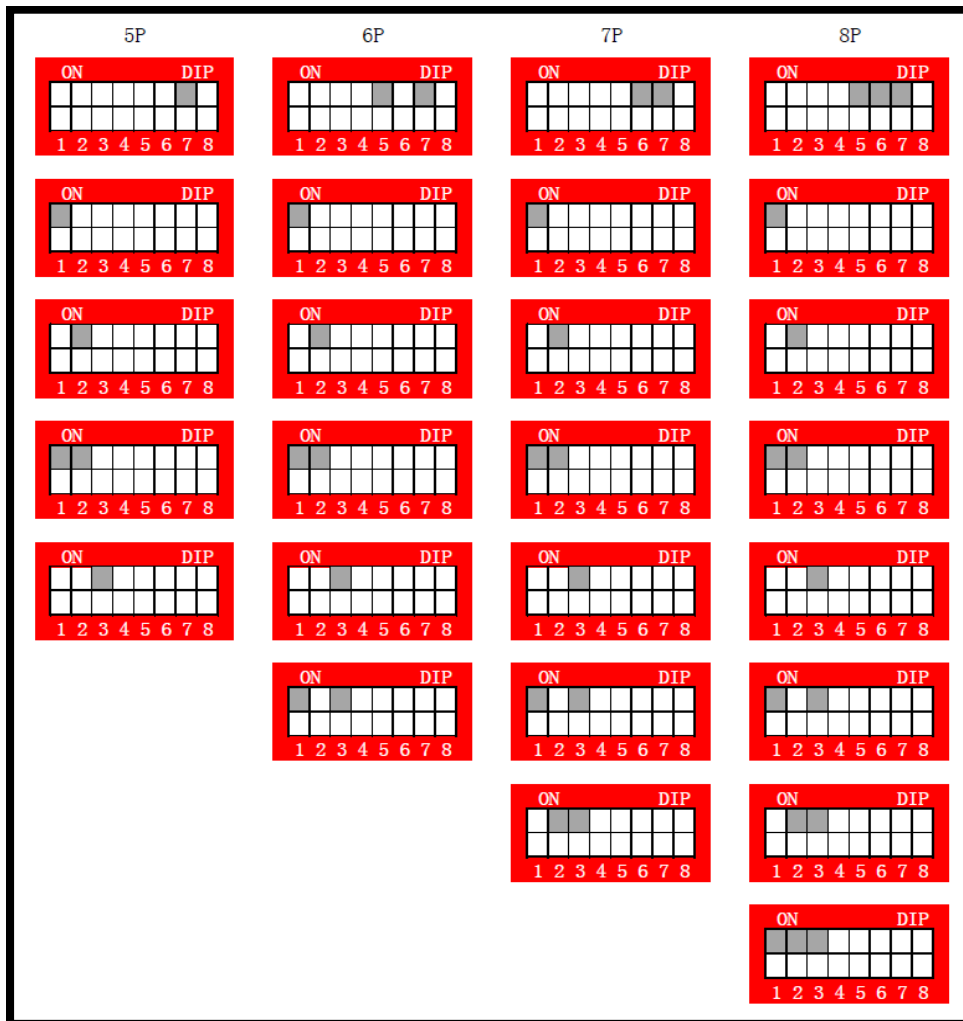 5P 6P 7P 8P
ON DIP ON DIP ON DIP ON DIP
1 2 3 4 5 6 7 8 1 2 3 4 5 6 7 8 1 2 3 4 5 6 7 8 1 2 3 4 5 6 7 8
ON DIP ON DIP ON DIP ON DIP
1 2 3 4 5 6 7 8 1 2 3 4 5 6 7 8 1 2 3 4 5 6 7 8 1 2 3 4 5 6 7 8
ON DIP ON DIP ON DIP ON DIP
1 2 3 4 5 6 7 8 1 2 3 4 5 6 7 8 1 2 3 4 5 6 7 8 1 2 3 4 5 6 7 8
ON DIP ON DIP ON DIP ON DIP
1 2 3 4 5 6 7 8 1 2 3 4 5 6 7 8 1 2 3 4 5 6 7 8 1 2 3 4 5 6 7 8
ON DIP ON DIP ON DIP ON DIP
1 2 3 4 5 6 7 8 1 2 3 4 5 6 7 8 1 2 3 4 5 6 7 8 1 2 3 4 5 6 7 8
ON DIP ON DIP ON DIP
1 2 3 4 5 6 7 8 1 2 3 4 5 6 7 8 1 2 3 4 5 6 7 8
ON DIP ON DIP
1 2 3 4 5 6 7 8 1 2 3 4 5 6 7 8
ON DIP
1 2 3 4 5 6 7 8